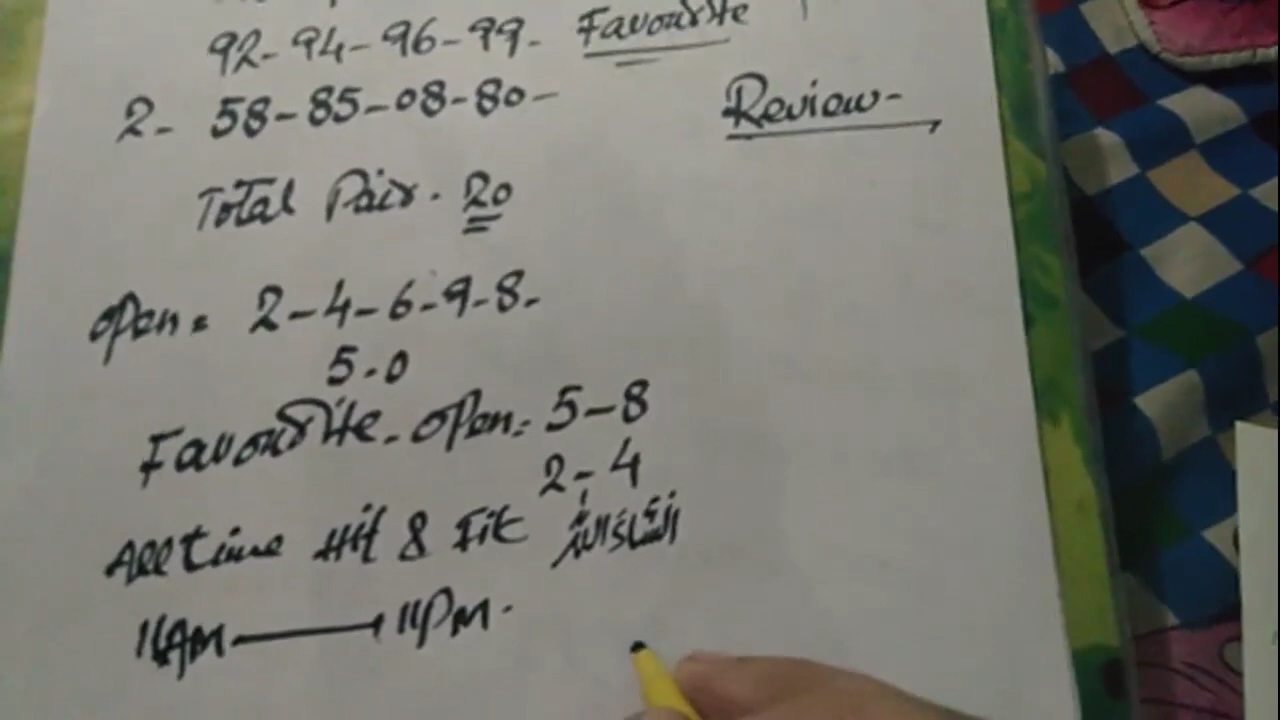 92-94-96-99- Favourite
2- 58-85-08-80-
Review-
Total Pair. 20
open= 2-4-6-9-8-
5.0
Favourite. open= 5-8
2-4
All time Hit & Fit انشاءاللہ
11AM — 11PM.